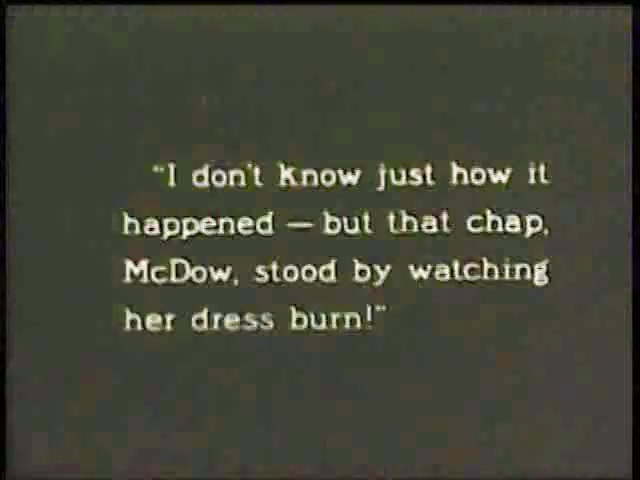 "I don't know just how it
happened — but that chap,
McDow, stood by watching
her dress burn!"